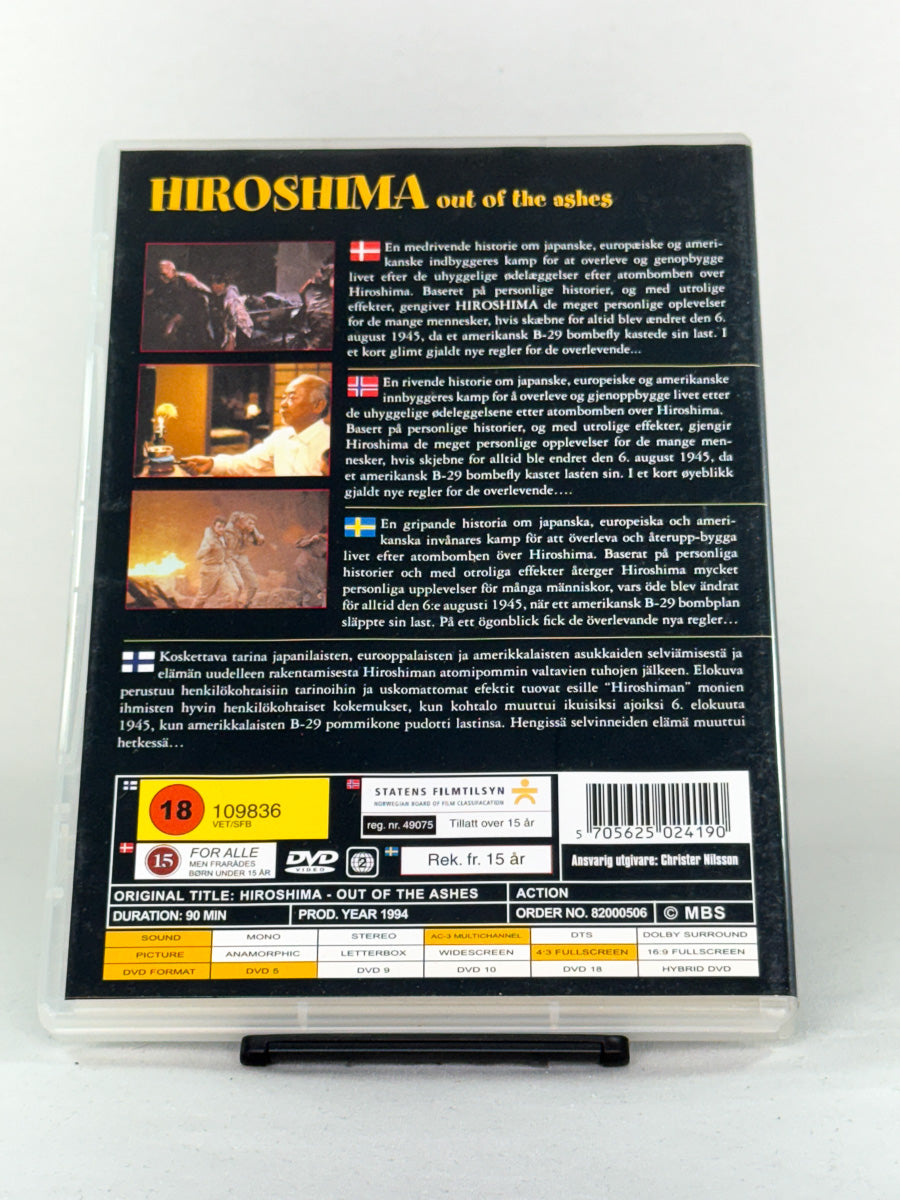 HIROSHIMA out of the ashes
En medrivende historie om japanske, europæiske og ameri-
kanske indbyggeres kamp for at overleve og genopbygge
livet efter de uhyggelige ødelæggelser efter atombomben over
Hiroshima. Baseret på personlige historier, og med utrolige
effekter, gengiver HIROSHIMA de meget personlige oplevelser
for de mange mennesker, hvis skæbne for altid blev ændret den 6.
august 1945, da et amerikansk B-29 bombefly kastede sin last. I
et kort glimt gjaldt nye regler for de overlevende...
En rivende historie om japanske, europeiske og amerikanske
innbyggeres kamp for å overleve og gjenoppbygge livet etter
de uhyggelige ødeleggelsene etter atombomben over Hiroshima.
Basert på personlige historier, og med utrolige effekter, gjengir
Hiroshima de meget personlige opplevelser for de mange men-
nesker, hvis skjebne for alltid ble endret den 6. august 1945, da
et amerikansk B-29 bombefly kastet lasten sin. I et kort øyeblikk
gjaldt nye regler for de overlevende....
En gripande historia om japanska, europeiska och ameri-
kanska invånares kamp för att överleva och återupp-bygga
livet efter atombomben över Hiroshima. Baserat på personliga
historier och med otroliga effekter återger Hiroshima mycket
personliga upplevelser för många människor, vars öde blev ändrat
för alltid den 6:e augusti 1945, när ett amerikansk B-29 bombplan
släppte sin last. På ett ögonblick fick de överlevande nya regler...
Koskettava tarina japanilaisten, eurooppalaisten ja amerikkalaisten asukkaiden selviämisestä ja
elämän uudelleen rakentamisesta Hiroshiman atomipommin valtavien tuhojen jälkeen. Elokuva
perustuu henkilökohtaisiin tarinoihin ja uskomattomat efektit tuovat esille "Hiroshiman" monien
ihmisten hyvin henkilökohtaiset kokemukset, kun kohtalo muuttui ikuisiksi ajoiksi 6. elokuuta
1945, kun amerikkalaisten B-29 pommikone pudotti lastinsa. Hengissä selvinneiden elämä muuttui
hetkessä...
18 109836
VET/SFB
STATENS FILMTILSYN
NORWEGIAN BOARD OF FILM CLASSIFACATION
reg. nr. 49075 Tillatt over 15 år
5 705625 024190
15 FOR ALLE
MEN FRARÅDES
BØRN UNDER 15 ÅR
DVD
VIDEO
2
Rek. fr. 15 år
Ansvarig utgivare: Christer Nilsson
ORIGINAL TITLE: HIROSHIMA - OUT OF THE ASHES ACTION
DURATION: 90 MIN PROD. YEAR 1994 ORDER NO. 82000506 © MBS
SOUND MONO STEREO AC-3 MULTICHANNEL DTS DOLBY SURROUND
PICTURE ANAMORPHIC LETTERBOX WIDESCREEN 4:3 FULLSCREEN 16:9 FULLSCREEN
DVD FORMAT DVD 5 DVD 9 DVD 10 DVD 18 HYBRID DVD